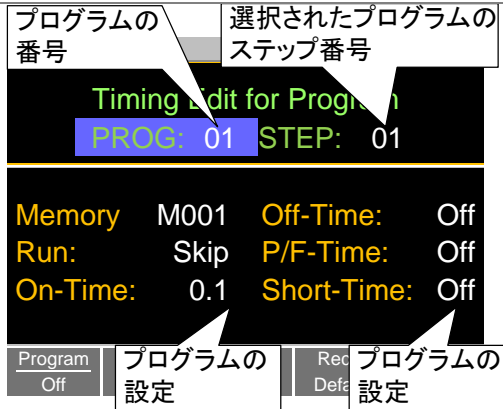 プログラムの
番号
選択されたプログラムの
ステップ番号
Timing Edit for Program
PROG: 01 STEP: 01
Memory M001 Off-Time: Off
Run: Skip P/F-Time: Off
On-Time: 0.1 Short-Time: Off
Program
Off
プログラムの
設定
プログラムの
設定